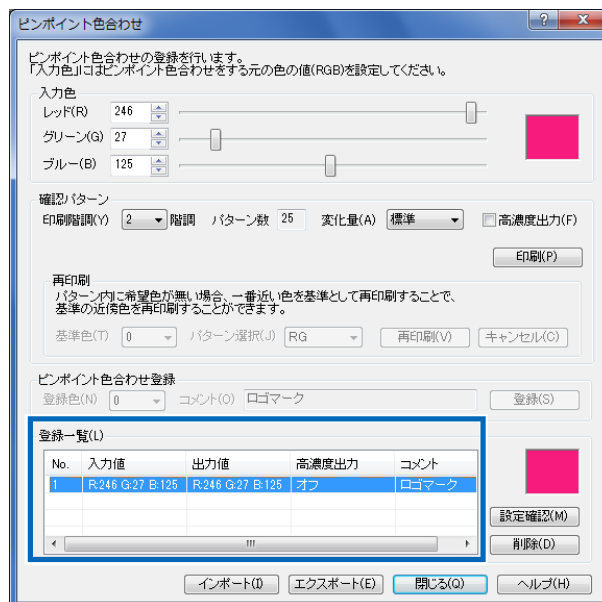 ピンポイント色合わせ
ピンポイント色合わせの登録を行います。
「入力色」にはピンポイント色合わせをする元の色の値(RGB)を設定してください。
入力色
レッド(R) 246
グリーン(G) 27
ブルー(B) 125
確認パターン
印刷階調(Y) 2 階調 パターン数 25 変化量(A) 標準 高濃度出力(F)
印刷(P)
再印刷
パターン内に希望色が無い場合、一番近い色を基準として再印刷することで、
基準の近傍色を再印刷することができます。
基準色(T) 0 パターン選択(J) RG 再印刷(V) キャンセル(C)
ピンポイント色合わせ登録
登録色(N) 0 コメント(O) ロゴマーク 登録(S)
登録一覧(L)
No. 入力値 出力値 高濃度出力 コメント
1 R:246 G:27 B:125 R:246 G:27 B:125 オフ ロゴマーク
設定確認(M)
削除(D)
インポート(I) エクスポート(E) 閉じる(Q) ヘルプ(H)